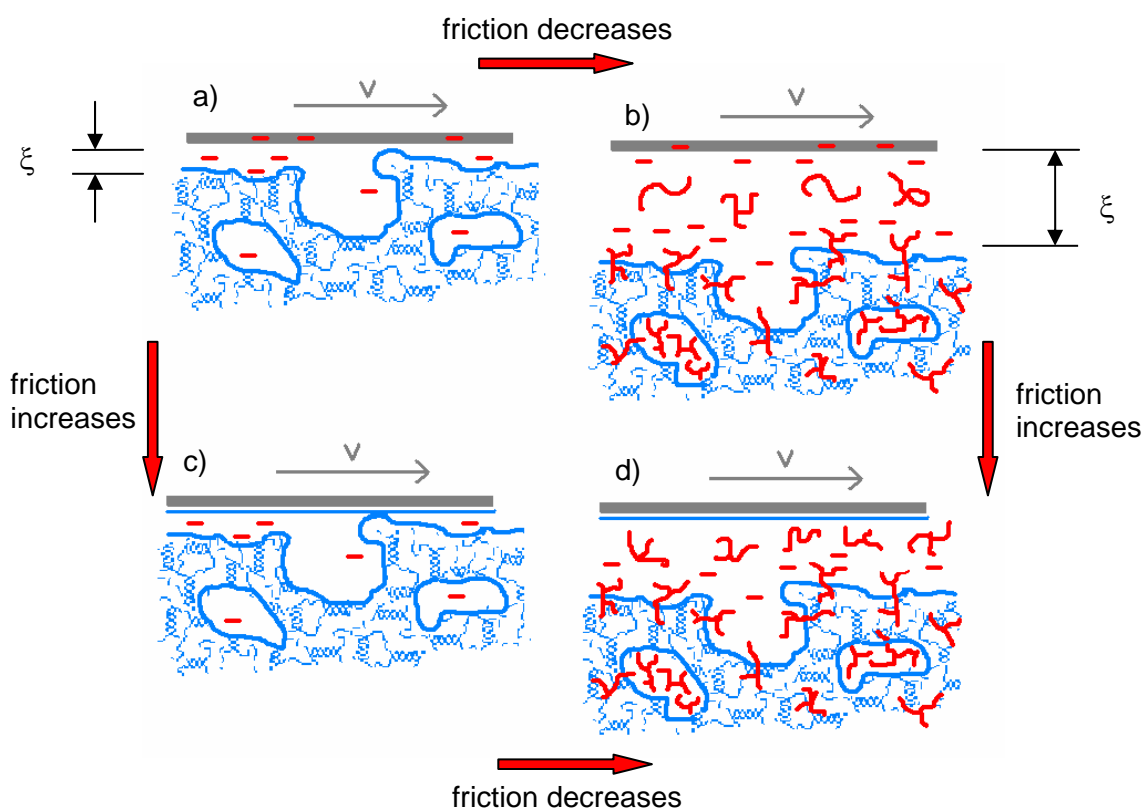 friction decreases
a)
v
b)
v
ξ
ξ
friction
increases
friction
increases
c)
v
d)
v
friction decreases